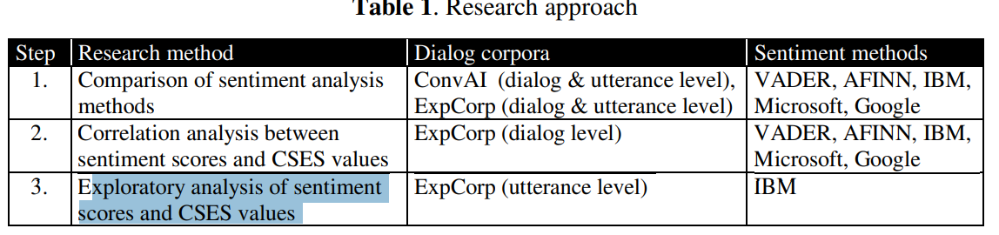 Table 1. Research approach
Step Research method Dialog corpora Sentiment methods
1. Comparison of sentiment analysis methods ConvAI (dialog & utterance level), ExpCorp (dialog & utterance level) VADER, AFINN, IBM, Microsoft, Google
2. Correlation analysis between sentiment scores and CSES values ExpCorp (dialog level) VADER, AFINN, IBM, Microsoft, Google
3. Exploratory analysis of sentiment scores and CSES values ExpCorp (utterance level) IBM